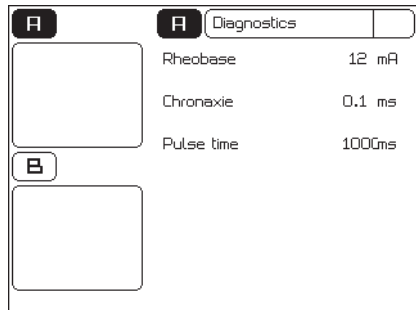 A
A Diagnostics
Rheobase 12 mA
Chronaxie 0.1 ms
Pulse time 1000ms
B